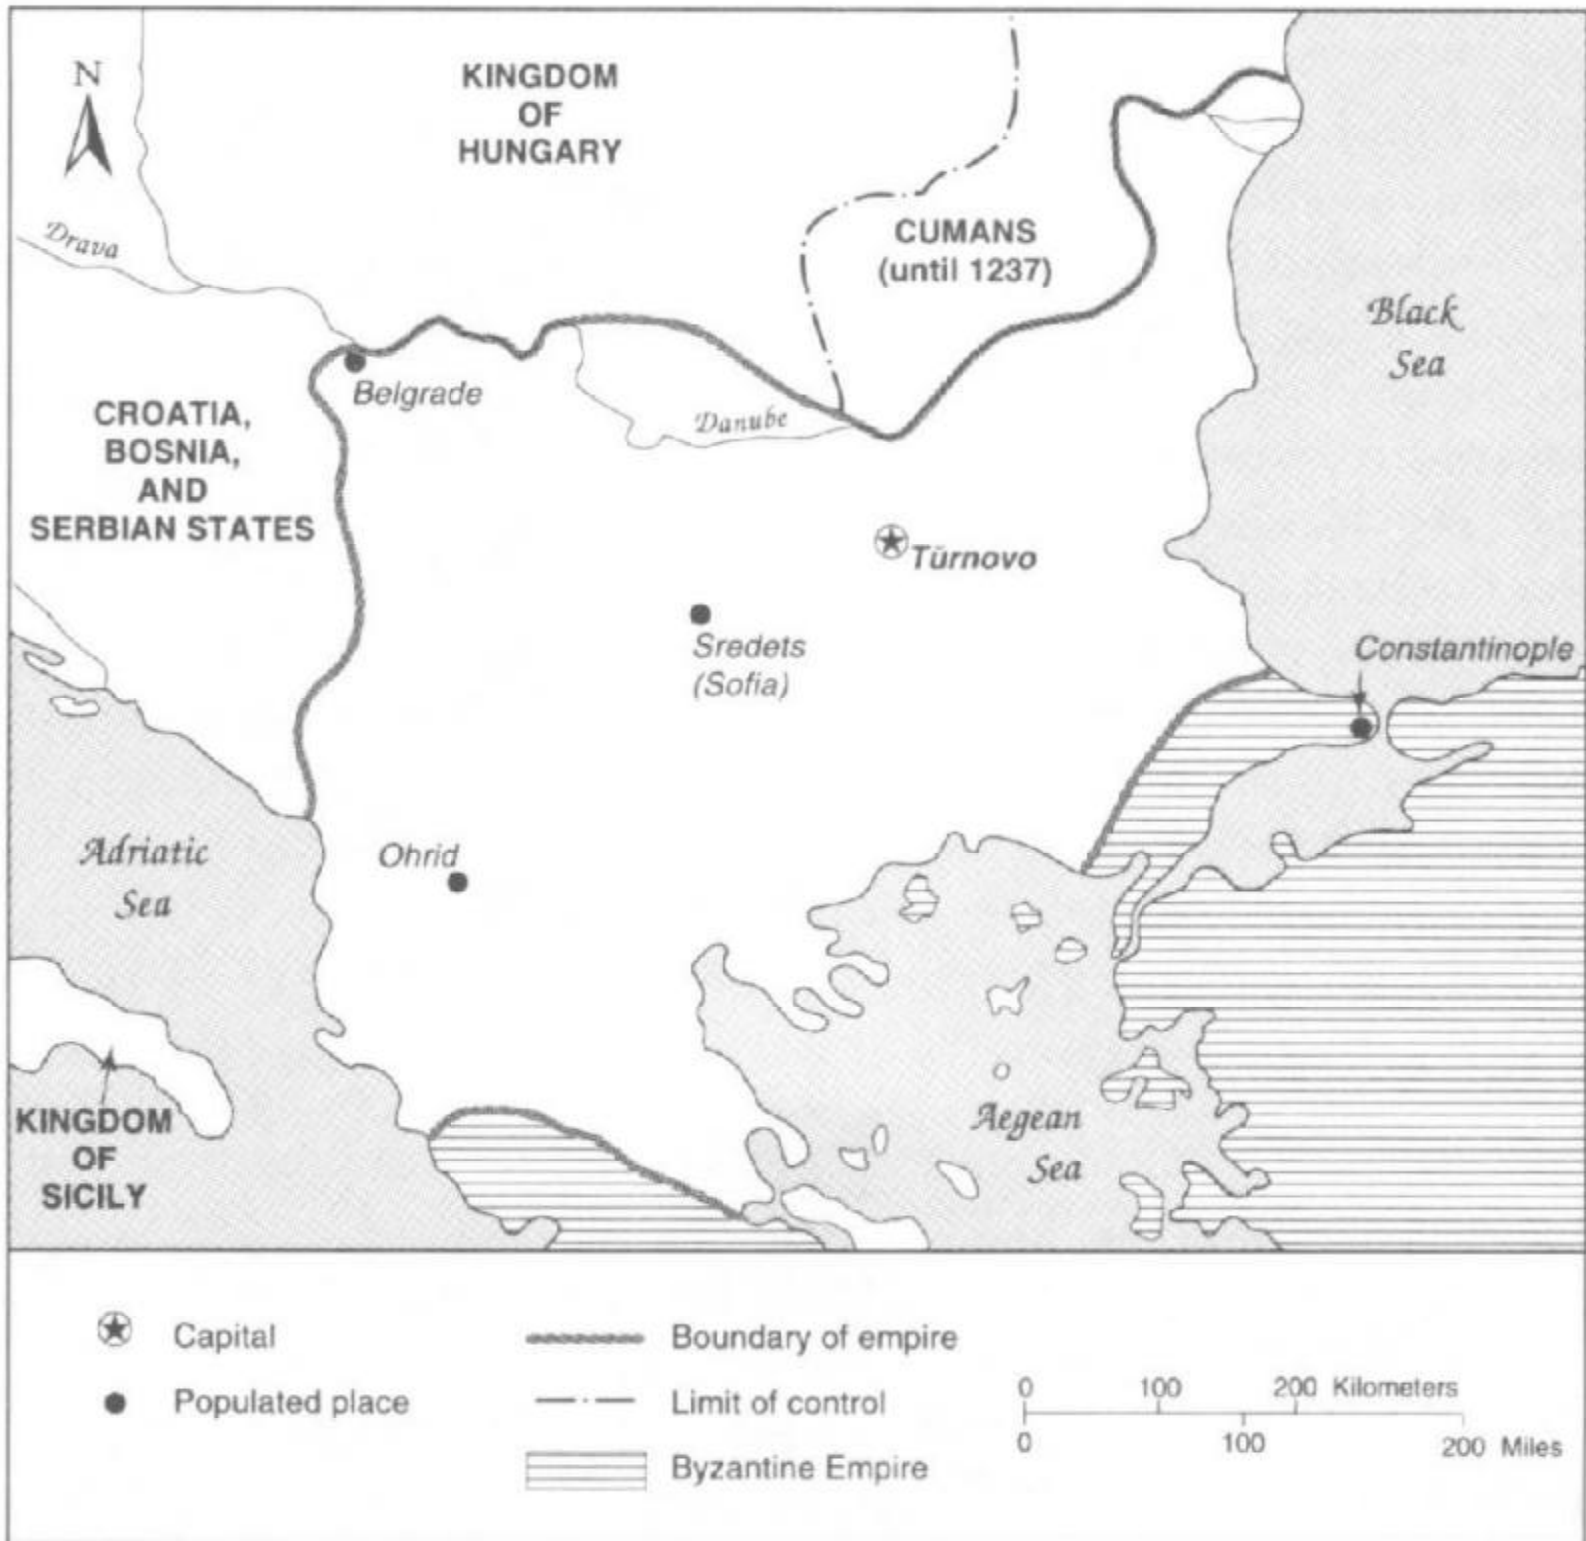 N
KINGDOM
OF
HUNGARY
Drava
CUMANS
(until 1237)
Black
Sea
Belgrade
Danube
CROATIA,
BOSNIA,
AND
SERBIAN STATES
Tŭrnovo
Sredets
(Sofia)
Constantinople
Adriatic
Sea
Ohrid
KINGDOM
OF
SICILY
Aegean
Sea
Capital
Boundary of empire
Populated place
Limit of control
Byzantine Empire
0 100 200 Kilometers
0 100 200 Miles